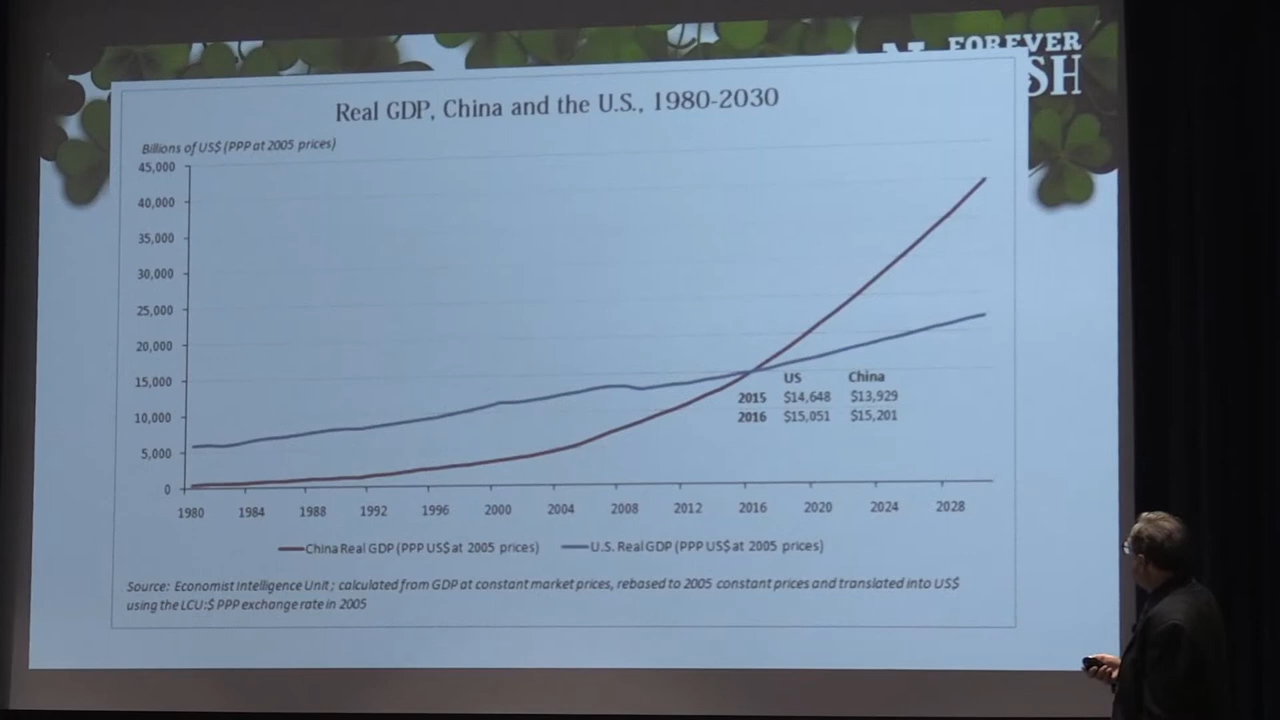 FOREVER
Real GDP, China and the U.S., 1980-2030
Billions of US$ (PPP at 2005 prices)
45,000
40,000
35,000
30,000
25,000
20,000
15,000
10,000
5,000
0
US China
2015 $14,648 $13,929
2016 $15,051 $15,201
1980 1984 1988 1992 1996 2000 2004 2008 2012 2016 2020 2024 2028
China Real GDP (PPP US$ at 2005 prices) U.S. Real GDP (PPP US$ at 2005 prices)
Source: Economist Intelligence Unit; calculated from GDP at constant market prices, rebased to 2005 constant prices and translated into US$
using the LCU:$ PPP exchange rate in 2005